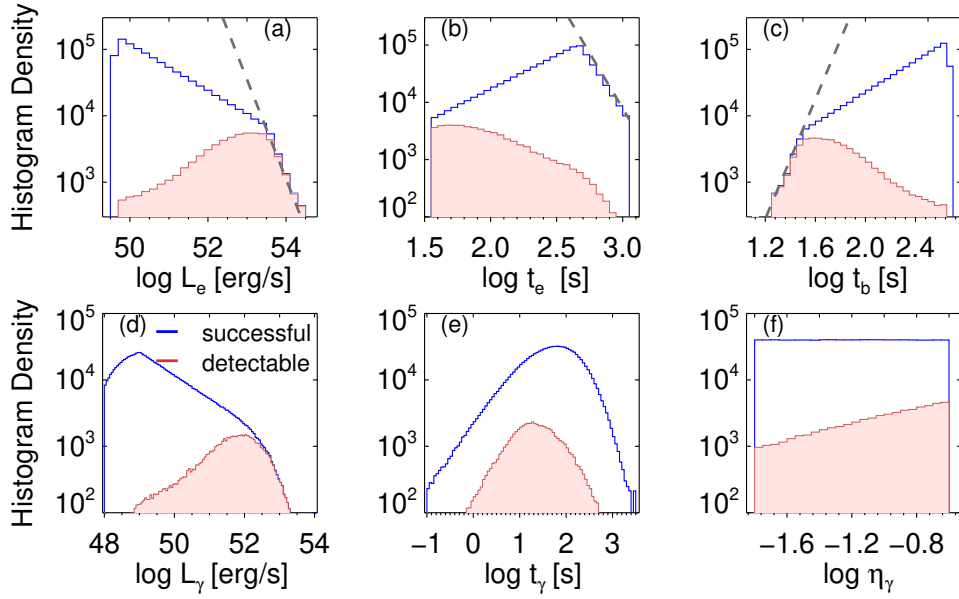 Histogram Density
10^5
10^4
10^3
(a)
50 52 54
log L_e [erg/s]
10^5
10^4
10^3
10^2
(b)
1.5 2.0 2.5 3.0
log t_e [s]
10^5
10^4
10^3
(c)
1.2 1.6 2.0 2.4
log t_b [s]
Histogram Density
10^5
10^4
10^3
10^2
(d)
successful
detectable
48 50 52 54
log L_γ [erg/s]
10^5
10^4
10^3
10^2
(e)
−1 0 1 2 3
log t_γ [s]
10^5
10^4
10^3
10^2
(f)
−1.6 −1.2 −0.8
log η_γ